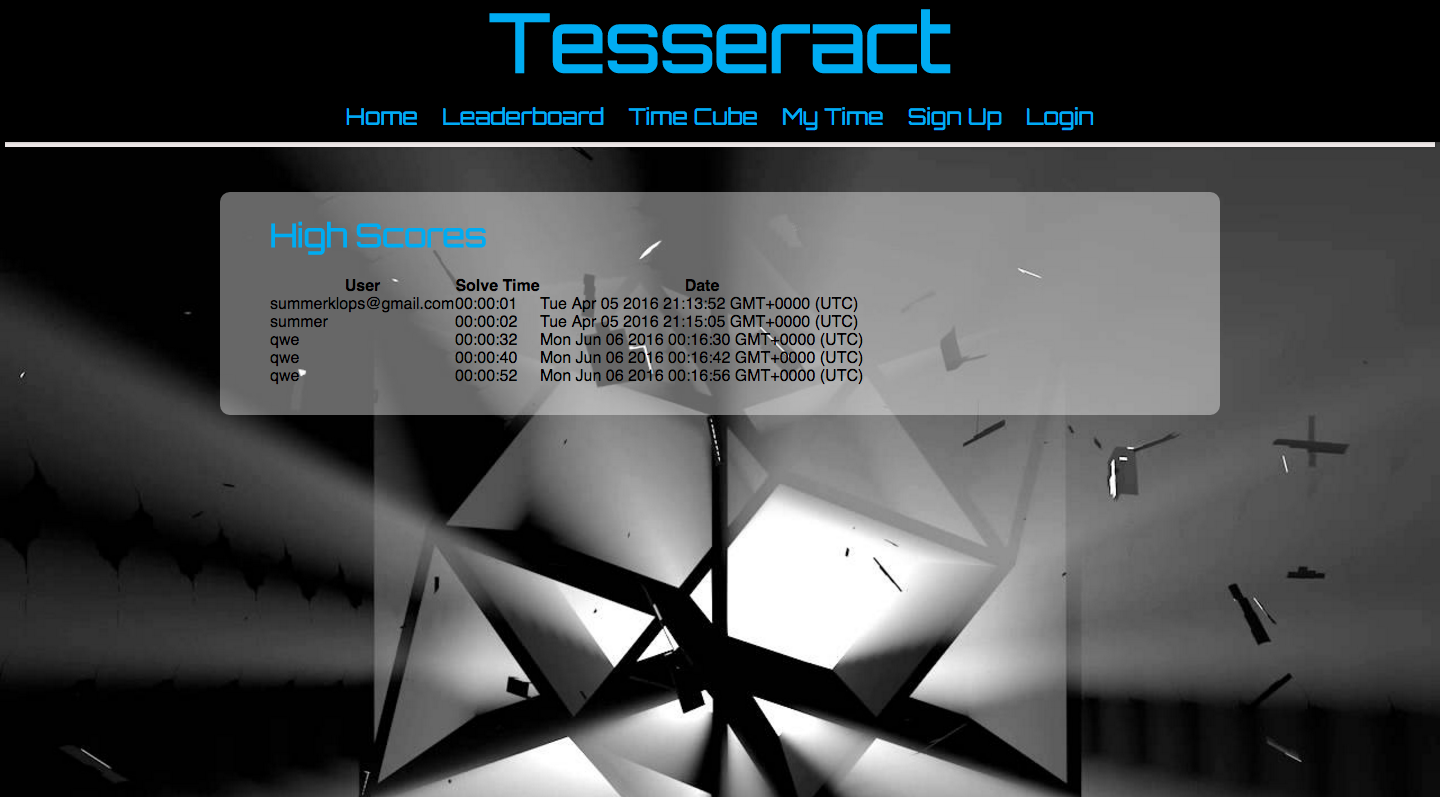 Tesseract
Home Leaderboard Time Cube My Time Sign Up Login
High Scores
User Solve Time Date
summerklops@gmail.com 00:00:01 Tue Apr 05 2016 21:13:52 GMT+0000 (UTC)
summer 00:00:02 Tue Apr 05 2016 21:15:05 GMT+0000 (UTC)
qwe 00:00:32 Mon Jun 06 2016 00:16:30 GMT+0000 (UTC)
qwe 00:00:40 Mon Jun 06 2016 00:16:42 GMT+0000 (UTC)
qwe 00:00:52 Mon Jun 06 2016 00:16:56 GMT+0000 (UTC)